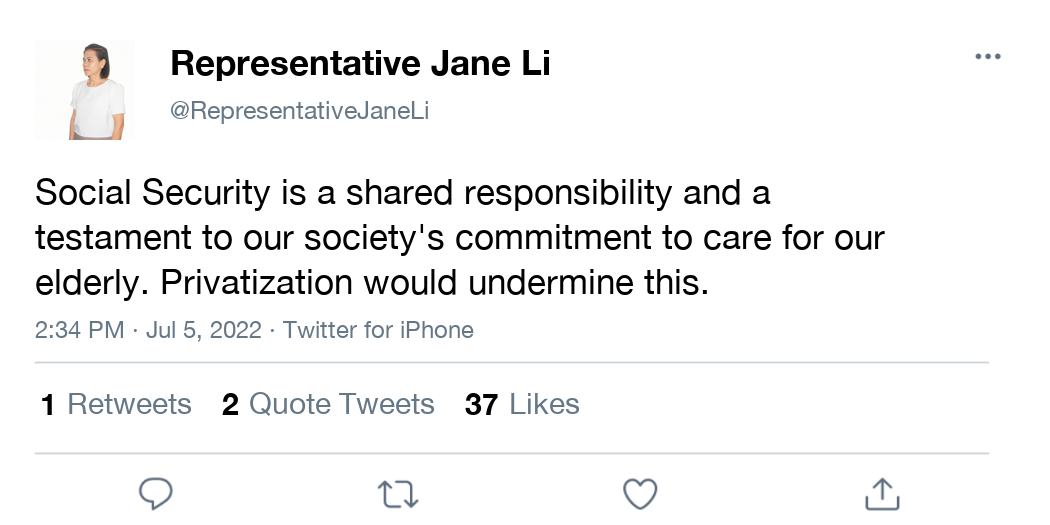 Representative Jane Li
@RepresentativeJaneLi
Social Security is a shared responsibility and a
testament to our society's commitment to care for our
elderly. Privatization would undermine this.
2:34 PM · Jul 5, 2022 · Twitter for iPhone
1 Retweets 2 Quote Tweets 37 Likes